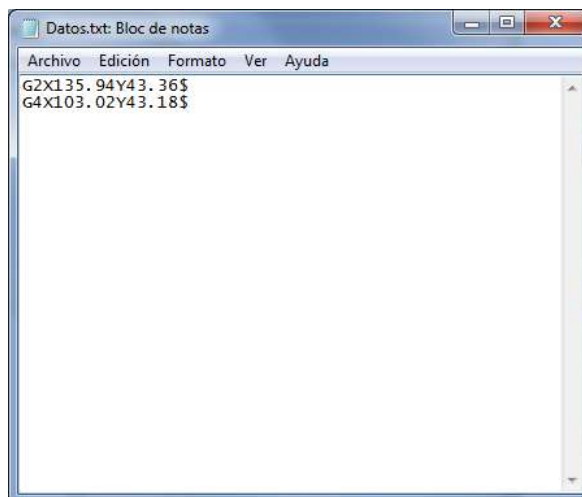 Datos.txt: Bloc de notas
Archivo Edición Formato Ver Ayuda
G2X135.94Y43.36$
G4X103.02Y43.18$